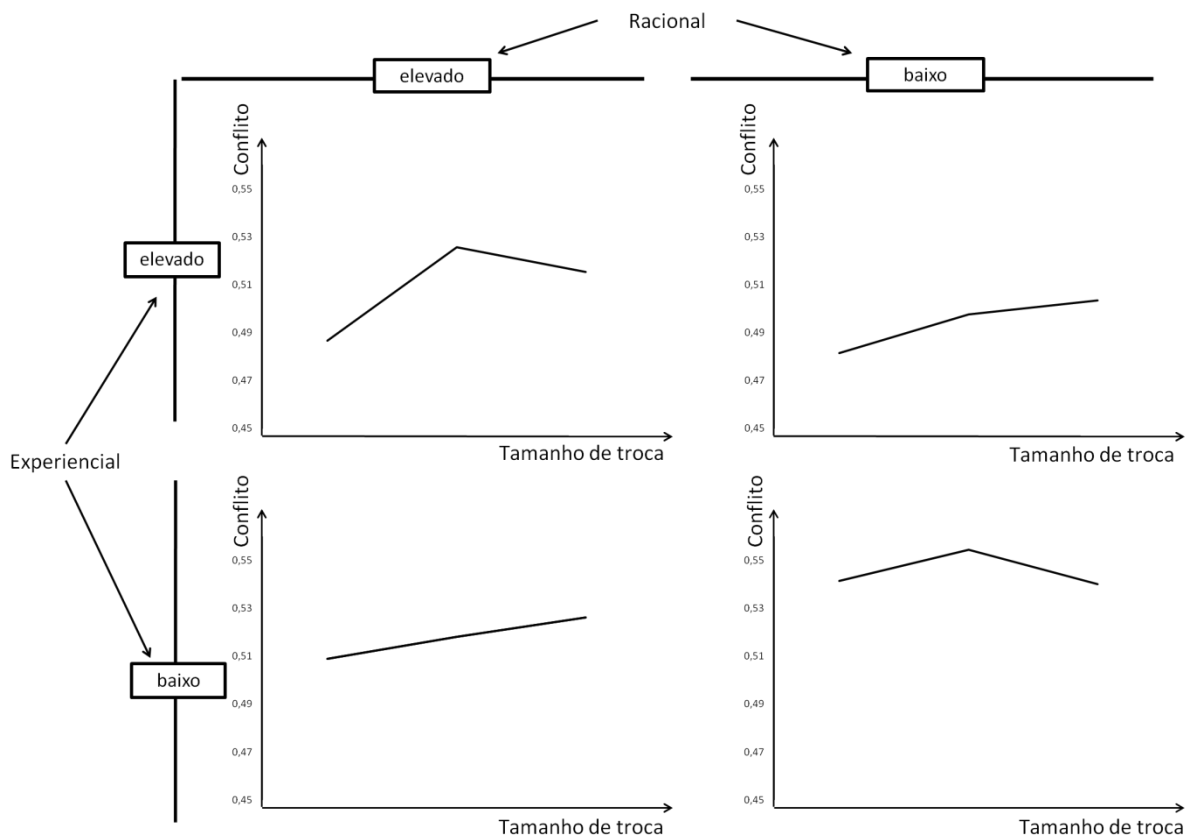 Racional
elevado
baixo
Conflito
0,55
0,53
0,51
0,49
0,47
0,45
Tamanho de troca
Conflito
0,55
0,53
0,51
0,49
0,47
0,45
Tamanho de troca
elevado
Experiencial
baixo
Conflito
0,55
0,53
0,51
0,49
0,47
0,45
Tamanho de troca
Conflito
0,55
0,53
0,51
0,49
0,47
0,45
Tamanho de troca